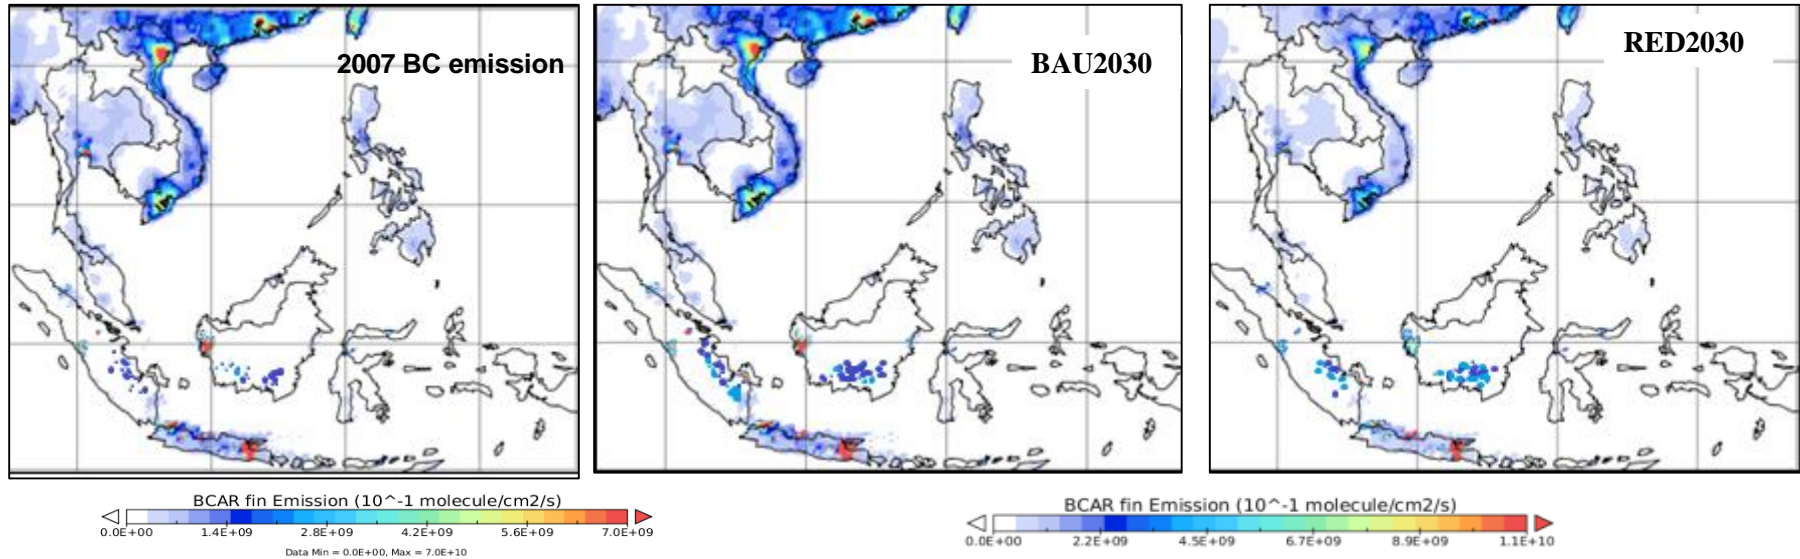 2007 BC emission
BAU2030
RED2030
BCAR fin Emission (10^-1 molecule/cm2/s)
0.0E+00 1.4E+09 2.8E+09 4.2E+09 5.6E+09 7.0E+09
Data Min = 0.0E+00, Max = 7.0E+10
BCAR fin Emission (10^-1 molecule/cm2/s)
0.0E+00 2.2E+09 4.5E+09 6.7E+09 8.9E+09 1.1E+10